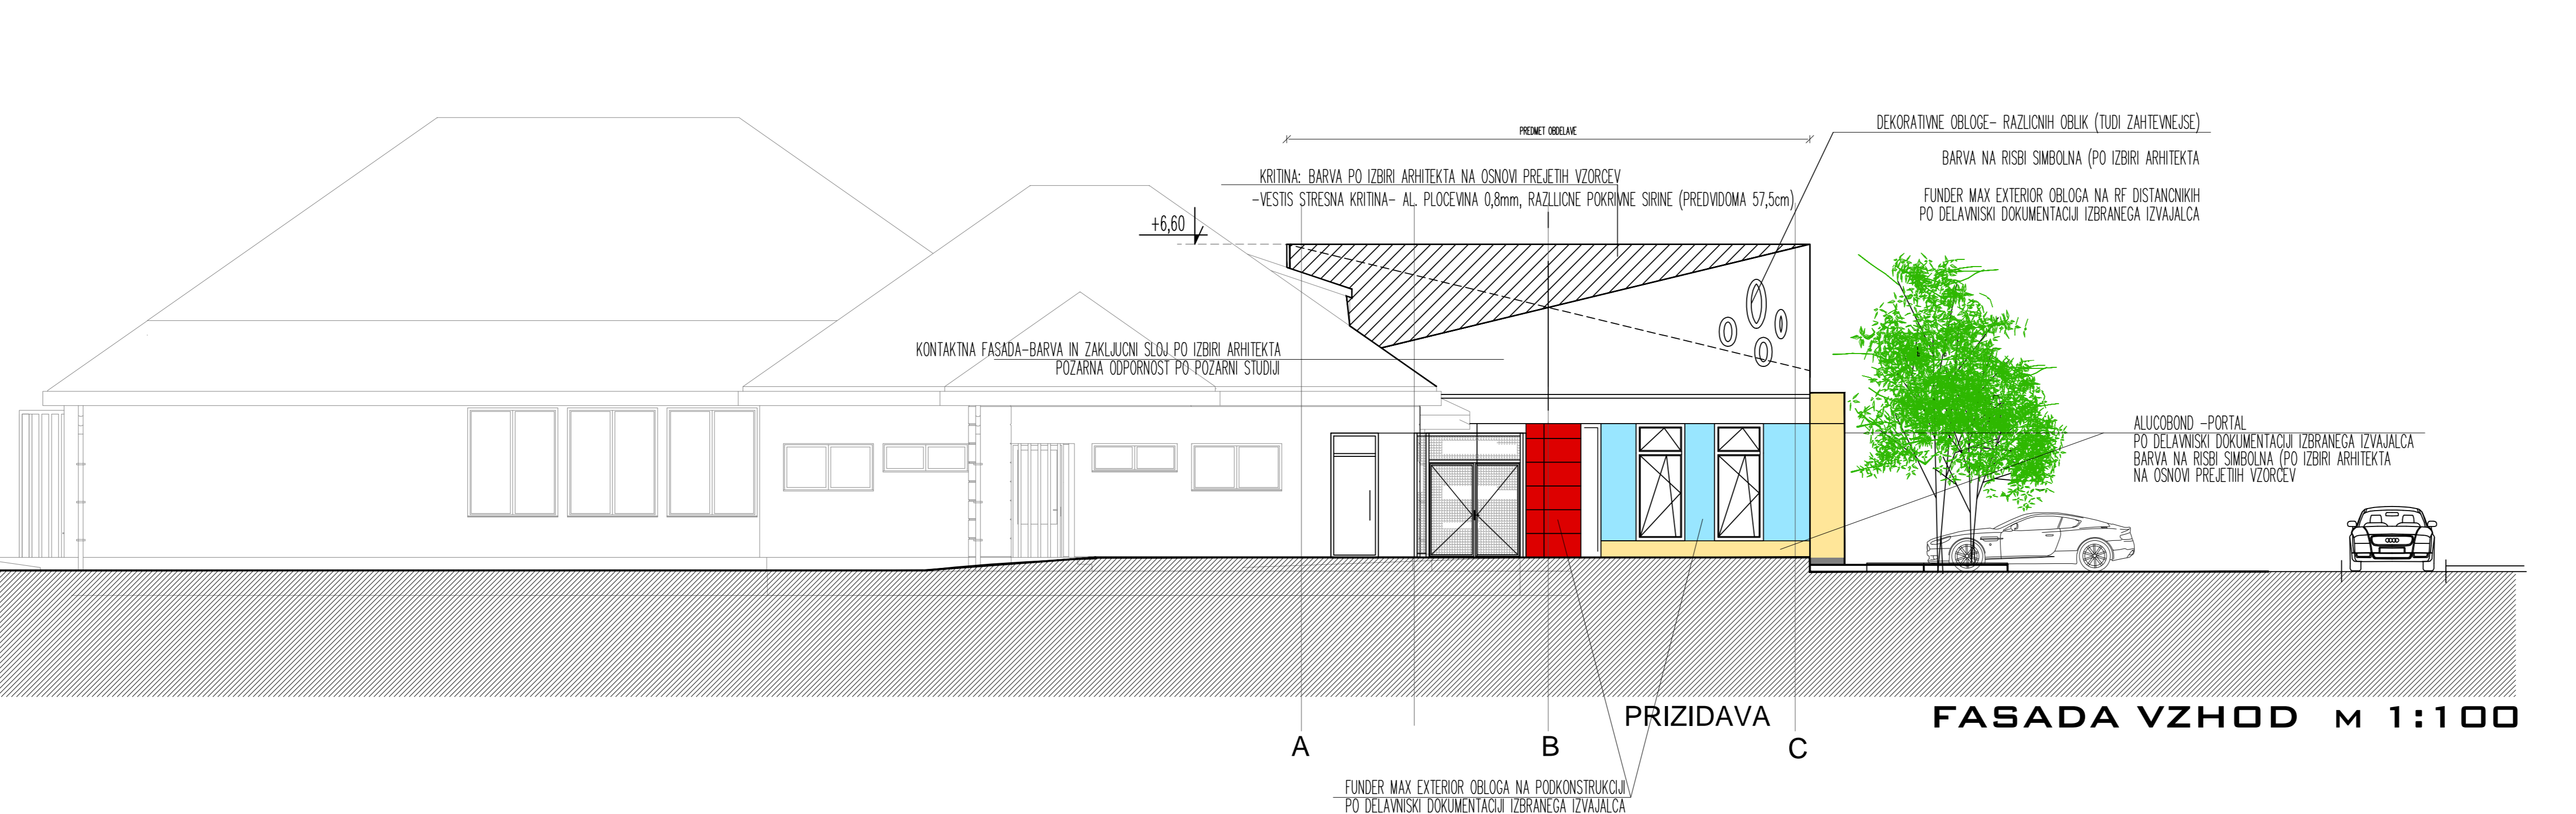 PREDMET OBDELAVE
DEKORATIVNE OBLOGE- RAZLICNIH OBLIK (TUDI ZAHTEVNEJSE)
BARVA NA RISBI SIMBOLNA (PO IZBIRI ARHITEKTA
FUNDER MAX EXTERIOR OBLOGA NA RF DISTANCNIKIH
PO DELAVNISKI DOKUMENTACIJI IZBRANEGA IZVAJALCA
KRITINA: BARVA PO IZBIRI ARHITEKTA NA OSNOVI PREJETIH VZORCEV
-VESTIS STRESNA KRITINA- AL. PLOCEVINA 0,8mm, RAZLLICNE POKRIVNE SIRINE (PREDVIDOMA 57,5cm)
+6,60
KONTAKTNA FASADA-BARVA IN ZAKLJUCNI SLOJ PO IZBIRI ARHITEKTA
POZARNA ODPORNOST PO POZARNI STUDIJI
ALUCOBOND -PORTAL
PO DELAVNISKI DOKUMENTACIJI IZBRANEGA IZVAJALCA
BARVA NA RISBI SIMBOLNA (PO IZBIRI ARHITEKTA
NA OSNOVI PREJETIIH VZORCEV
PRIZIDAVA
FASADA VZHOD M 1:100
A
B
C
FUNDER MAX EXTERIOR OBLOGA NA PODKONSTRUKCIJI
PO DELAVNISKI DOKUMENTACIJI IZBRANEGA IZVAJALCA